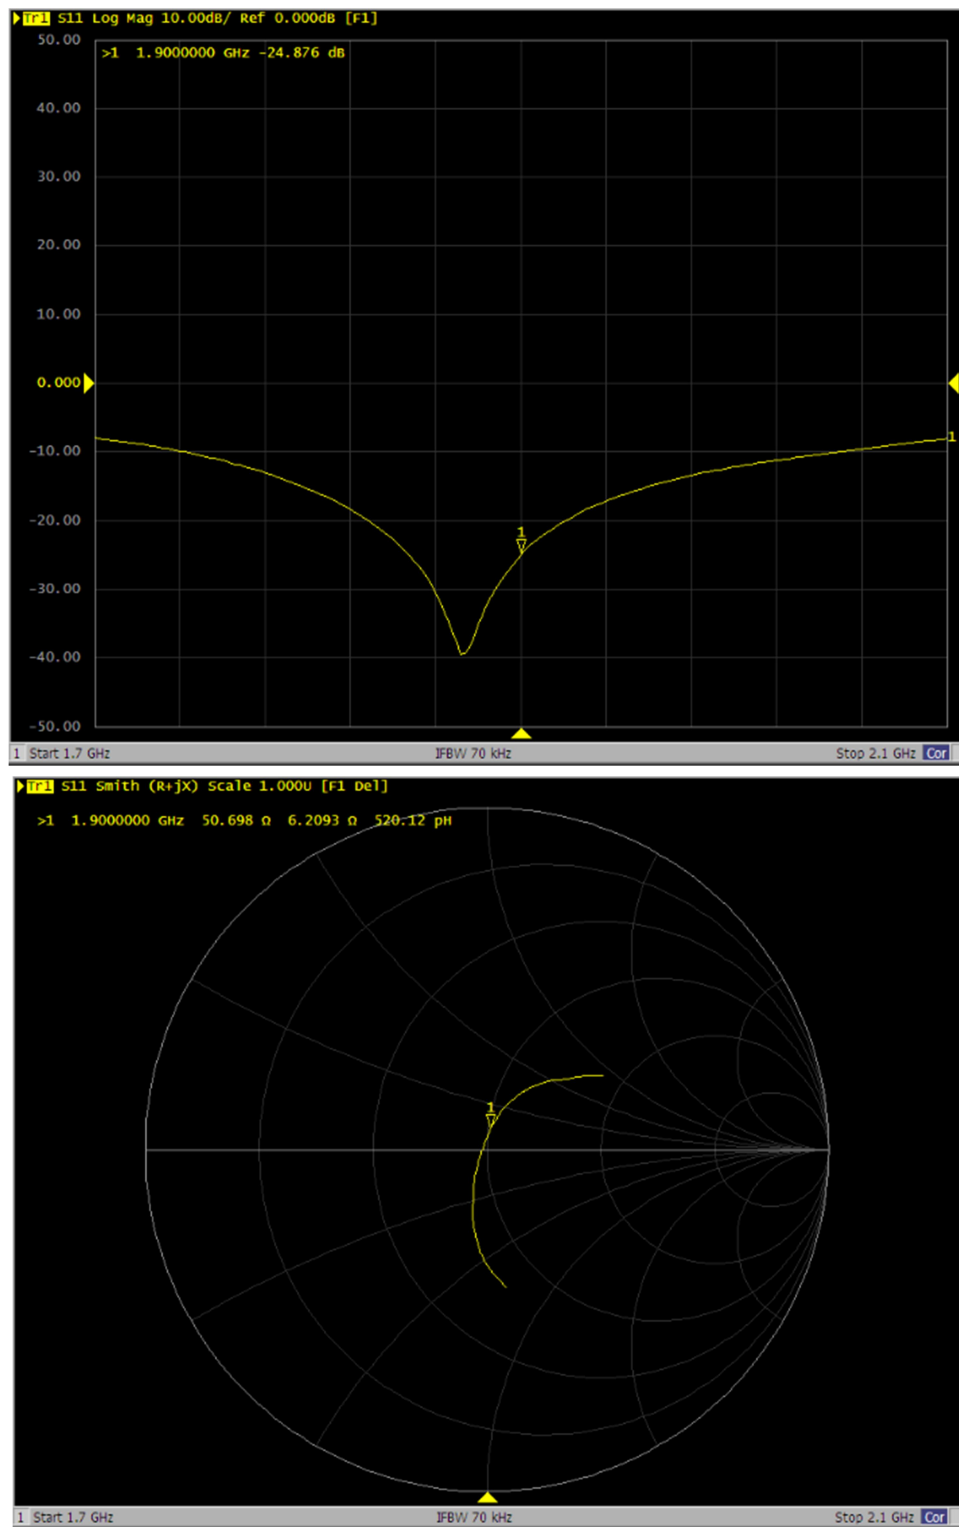 Tr1 S11 Log Mag 10.00dB/ Ref 0.000dB [F1]
50.00
>1 1.9000000 GHz -24.876 dB
40.00
30.00
20.00
10.00
0.000
-10.00
1
-20.00
1
-30.00
-40.00
-50.00
1 Start 1.7 GHz IFBW 70 kHz Stop 2.1 GHz Cor
Tr1 S11 Smith (R+jX) Scale 1.000U [F1 Del]
>1 1.9000000 GHz 50.698 Ω 6.2093 Ω 520.12 pH
1
1 Start 1.7 GHz IFBW 70 kHz Stop 2.1 GHz Cor